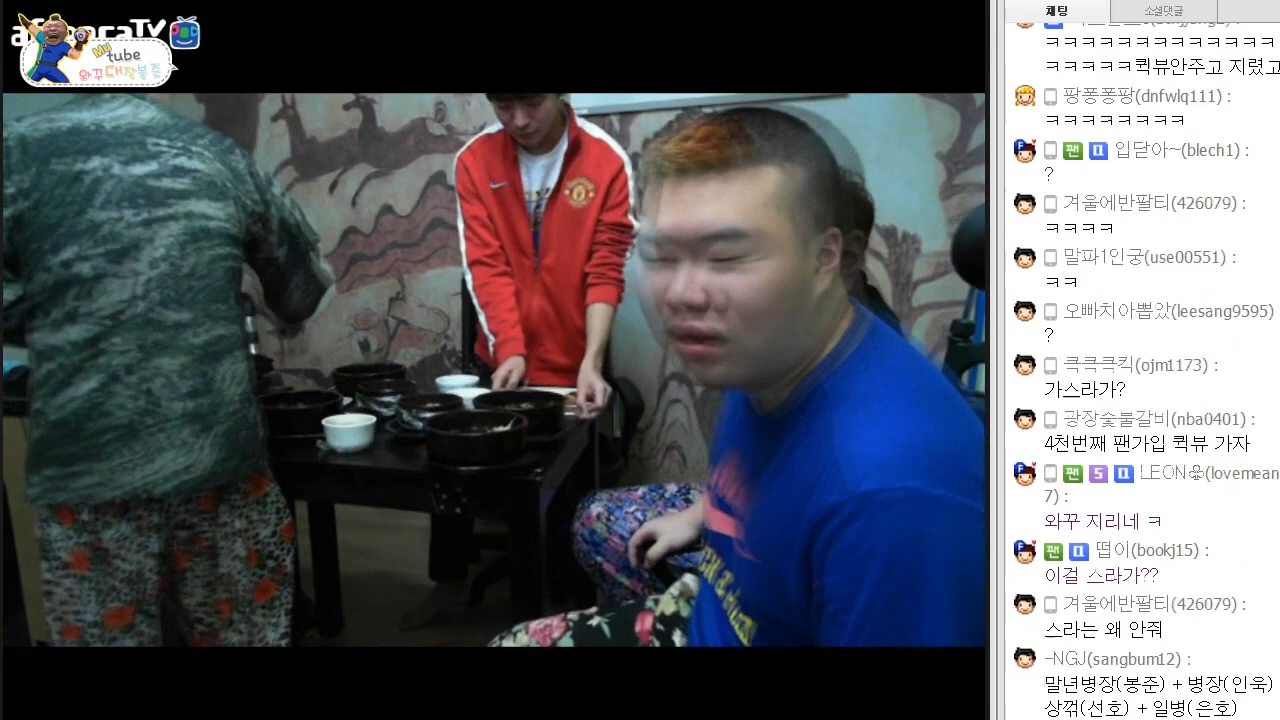 afreecaTV
My
tube
와꾸대장봉준
채팅
소셜댓글
ㅋㅋㅋㅋㅋㅋㅋㅋㅋㅋ
ㅋㅋㅋㅋㅋ퀵뷰안주고 지렸고
팡퐁퐁팡(dnfwlq111) :
ㅋㅋㅋㅋㅋㅋㅋㅋ
팬 입닫아~(blech1) :
?
겨울에반팔티(426079) :
ㅋㅋㅋㅋ
말파1인궁(use00551) :
ㅋㅋ
오빠치아뽑았(leesang9595)
?
큭큭큭킥(ojm1173) :
가스라가?
광장숯불갈비(nba0401) :
4천번째 팬가입 퀵뷰 가자
팬 S LEON(lovemean
7) :
와꾸 지리네 ㅋ
팬 떱이(bookj15) :
이걸 스라가??
겨울에반팔티(426079) :
스라는 왜 안줘
-NGJ(sangbum12) :
말년병장(봉준) + 병장(인욱)
상꺾(선호) + 일병(은호)